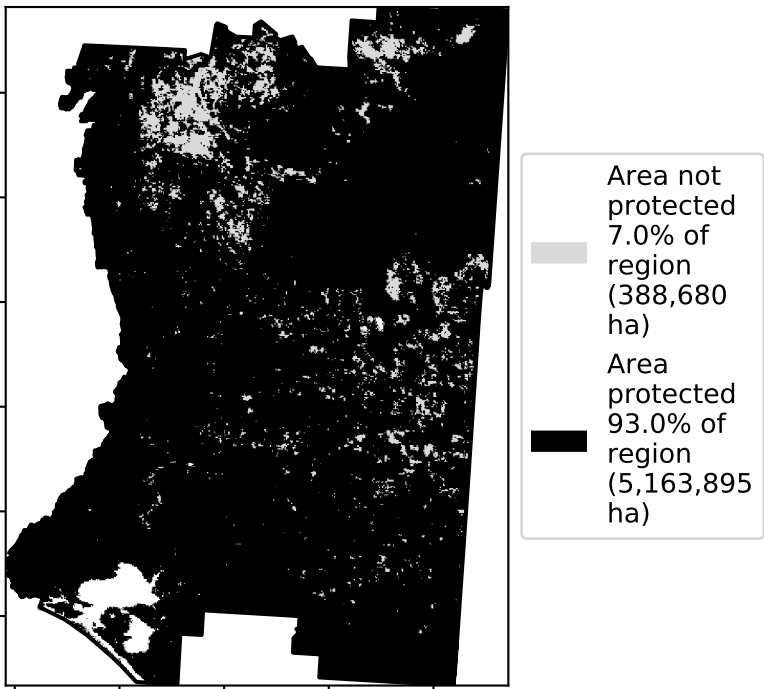 Area not
protected
7.0% of
region
(388,680
ha)
Area
protected
93.0% of
region
(5,163,895
ha)